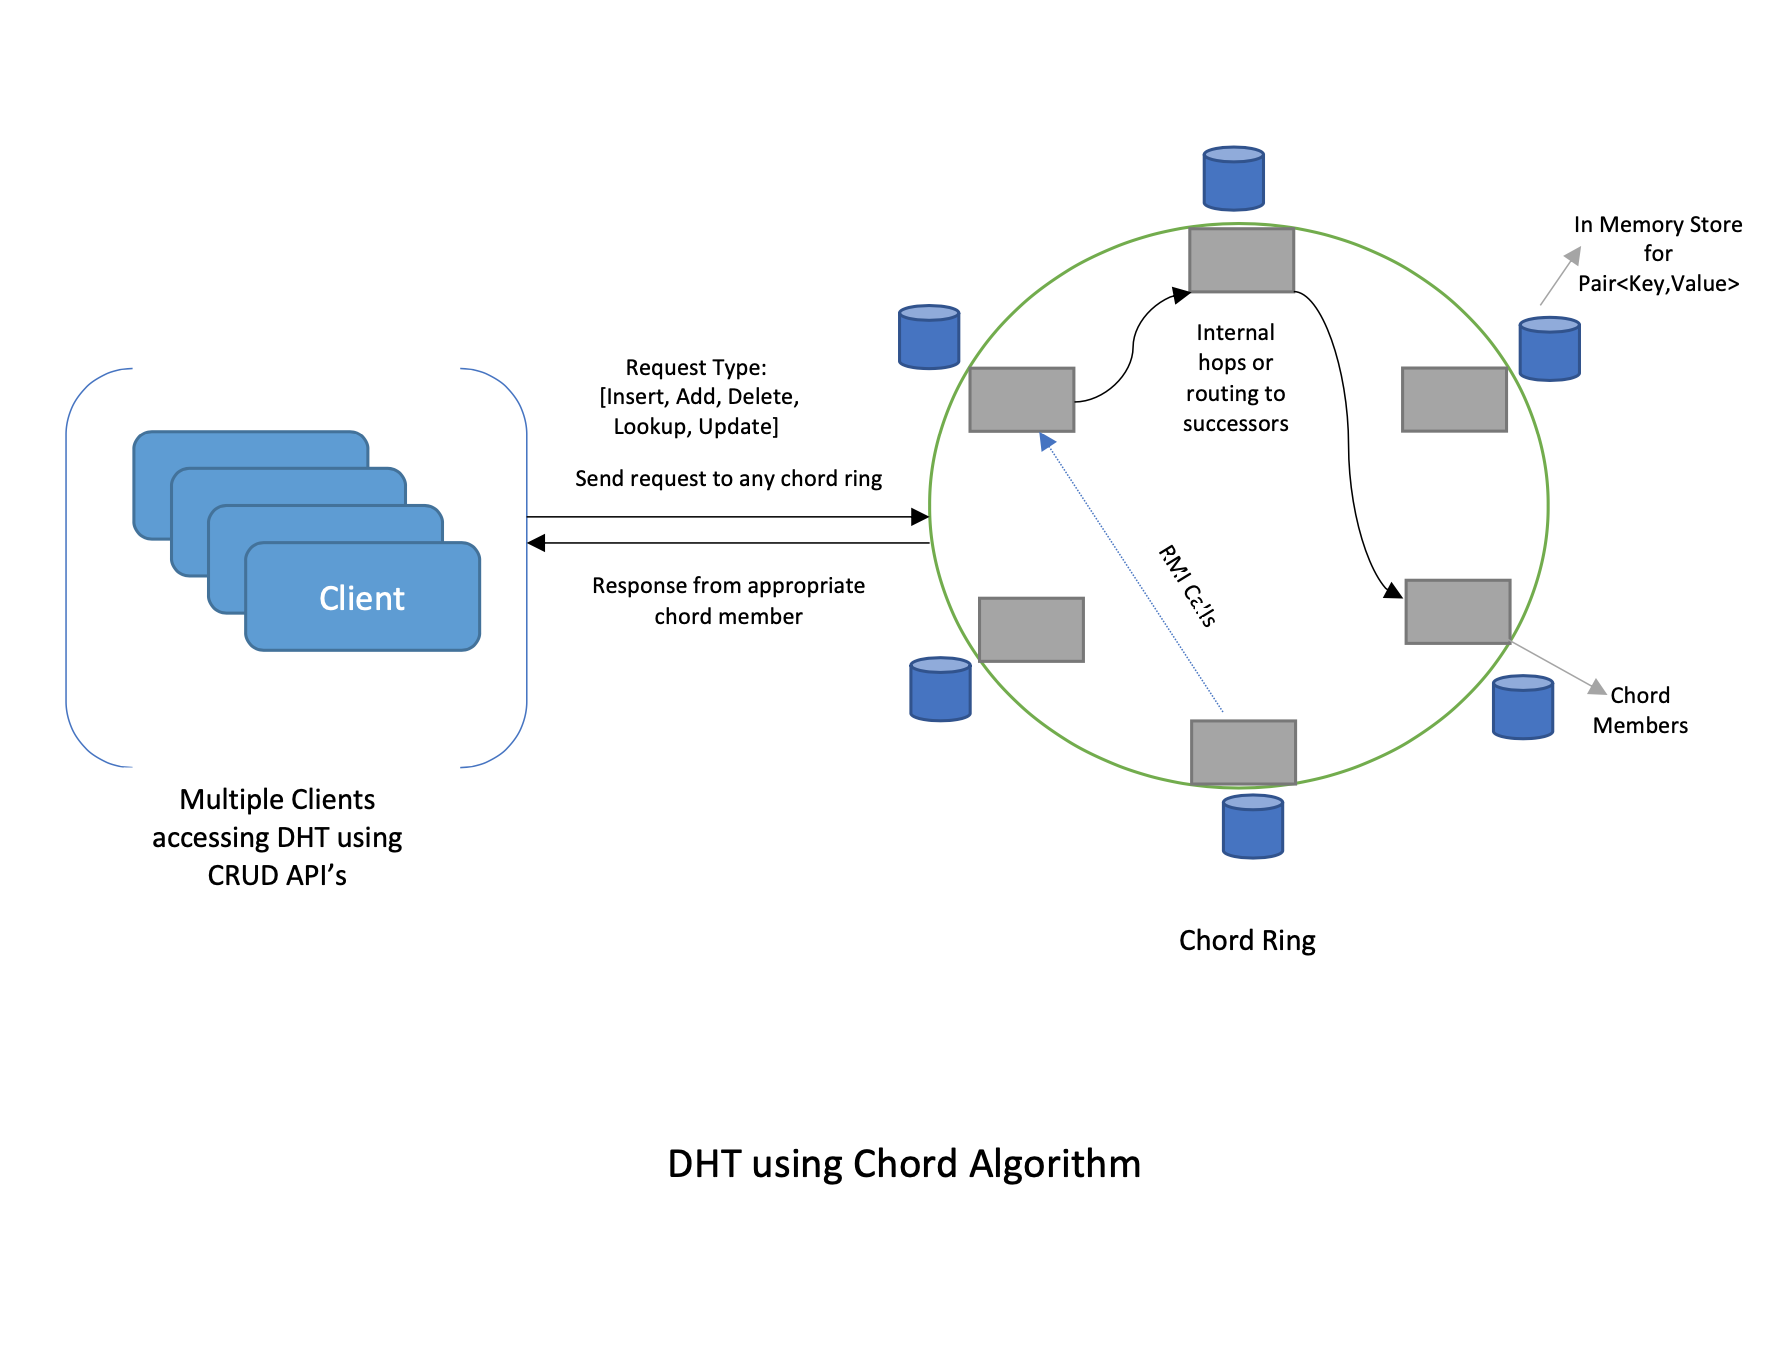 In Memory Store
for
Pair<Key,Value>
Internal
hops or
routing to
successors
Request Type:
[Insert, Add, Delete,
Lookup, Update]
Send request to any chord ring
Response from appropriate
chord member
Client
RMI Calls
Chord
Members
Multiple Clients
accessing DHT using
CRUD API’s
Chord Ring
DHT using Chord Algorithm